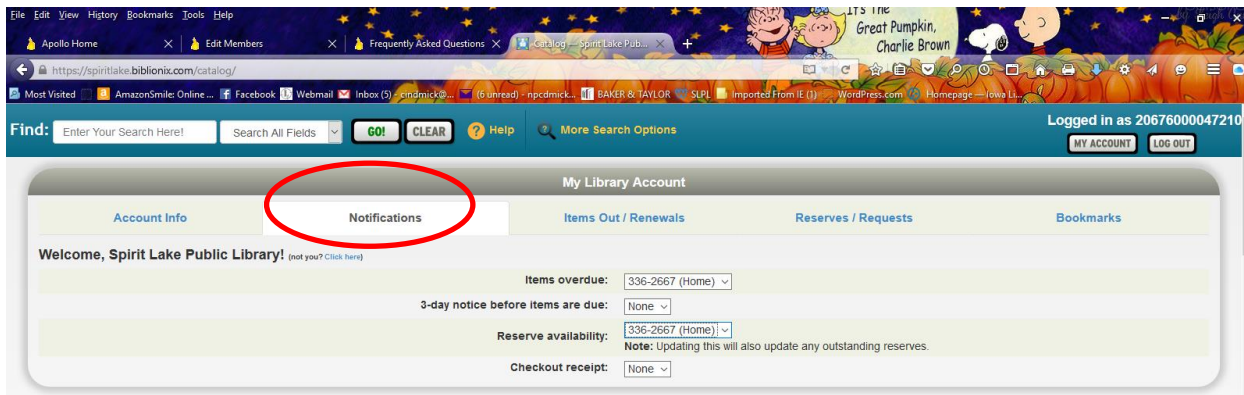 File Edit View History Bookmarks Tools Help
It's The
Great Pumpkin,
Charlie Brown
Apollo Home × Edit Members × Frequently Asked Questions × Catalog — Spirit Lake Pub... × +
https://spiritlake.biblionix.com/catalog/
Most Visited AmazonSmile: Online ... Facebook Webmail Inbox (5) - cindmick@... (6 unread) - npcdmick... BAKER & TAYLOR SLPL Imported From IE (1) WordPress.com Homepage — Iowa Li...
Find: Enter Your Search Here! Search All Fields GO! CLEAR ? Help More Search Options
Logged in as 20676000047210
MY ACCOUNT LOG OUT
My Library Account
Account Info Notifications Items Out / Renewals Reserves / Requests Bookmarks
Welcome, Spirit Lake Public Library! (not you? Click here)
Items overdue: 336-2667 (Home)
3-day notice before items are due: None
Reserve availability: 336-2667 (Home)
Note: Updating this will also update any outstanding reserves.
Checkout receipt: None